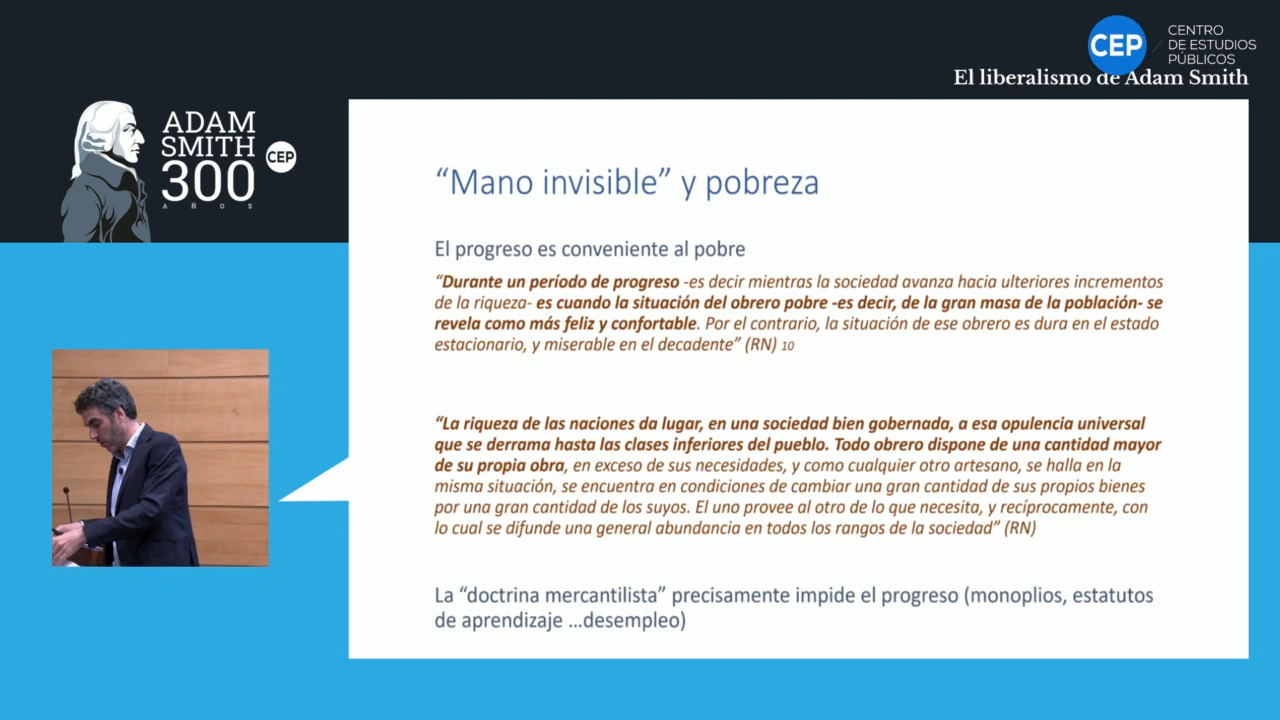 CEP
CENTRO
DE ESTUDIOS
PÚBLICOS
El liberalismo de Adam Smith
ADAM
SMITH
300
AÑOS
CEP
“Mano invisible” y pobreza
El progreso es conveniente al pobre
“Durante un período de progreso -es decir mientras la sociedad avanza hacia ulteriores incrementos
de la riqueza- es cuando la situación del obrero pobre -es decir, de la gran masa de la población- se
revela como más feliz y confortable. Por el contrario, la situación de ese obrero es dura en el estado
estacionario, y miserable en el decadente” (RN) 10
“La riqueza de las naciones da lugar, en una sociedad bien gobernada, a esa opulencia universal
que se derrama hasta las clases inferiores del pueblo. Todo obrero dispone de una cantidad mayor
de su propia obra, en exceso de sus necesidades, y como cualquier otro artesano, se halla en la
misma situación, se encuentra en condiciones de cambiar una gran cantidad de sus propios bienes
por una gran cantidad de los suyos. El uno provee al otro de lo que necesita, y recíprocamente, con
lo cual se difunde una general abundancia en todos los rangos de la sociedad” (RN)
La “doctrina mercantilista” precisamente impide el progreso (monoplios, estatutos
de aprendizaje ...desempleo)